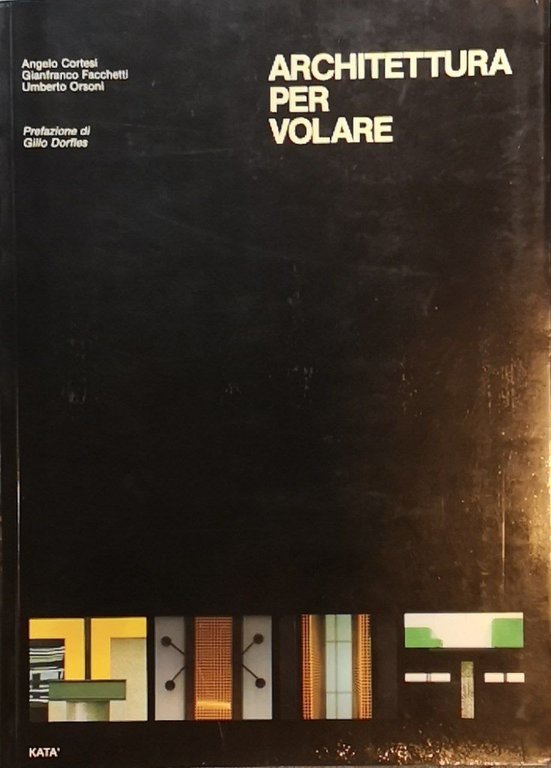 Angelo Cortesi
Gianfranco Facchetti
Umberto Orsoni
Prefazione di
Gillo Dorfles
ARCHITETTURA
PER
VOLARE
KATA'